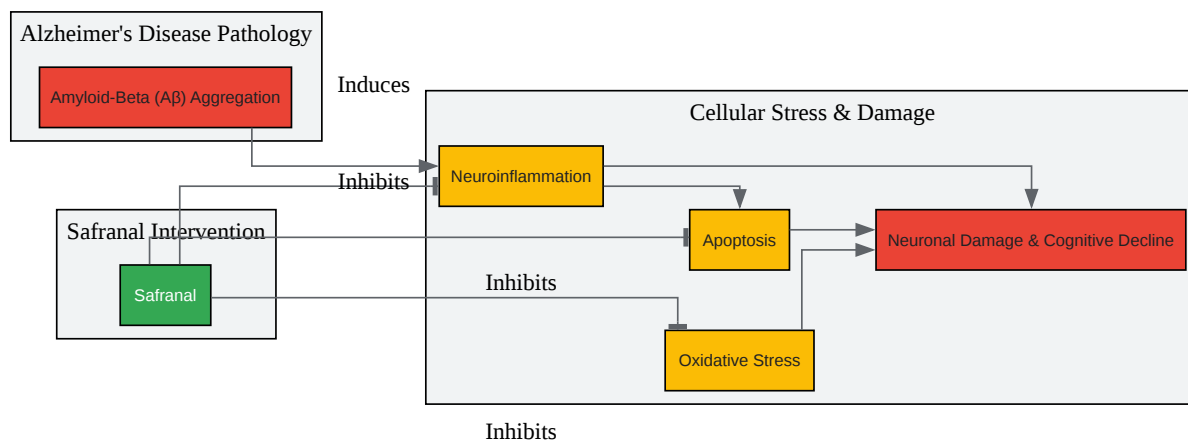 Alzheimer's Disease Pathology
Amyloid-Beta (Aβ) Aggregation
Induces
Cellular Stress & Damage
Neuroinflammation
Inhibits
Safranal Intervention
Apoptosis
Neuronal Damage & Cognitive Decline
Safranal
Inhibits
Oxidative Stress
Inhibits